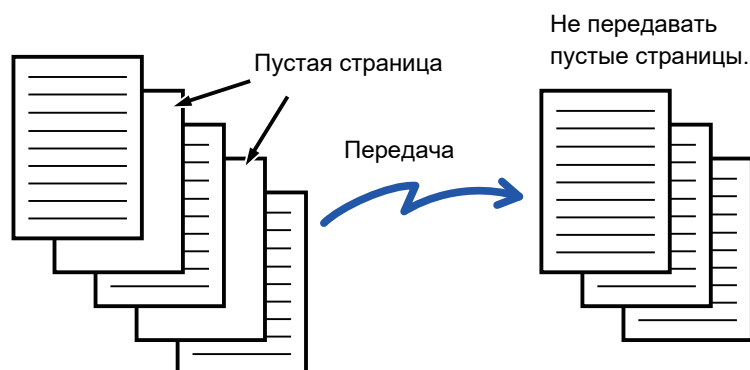 Не передавать
пустые страницы.
Пустая страница
Передача